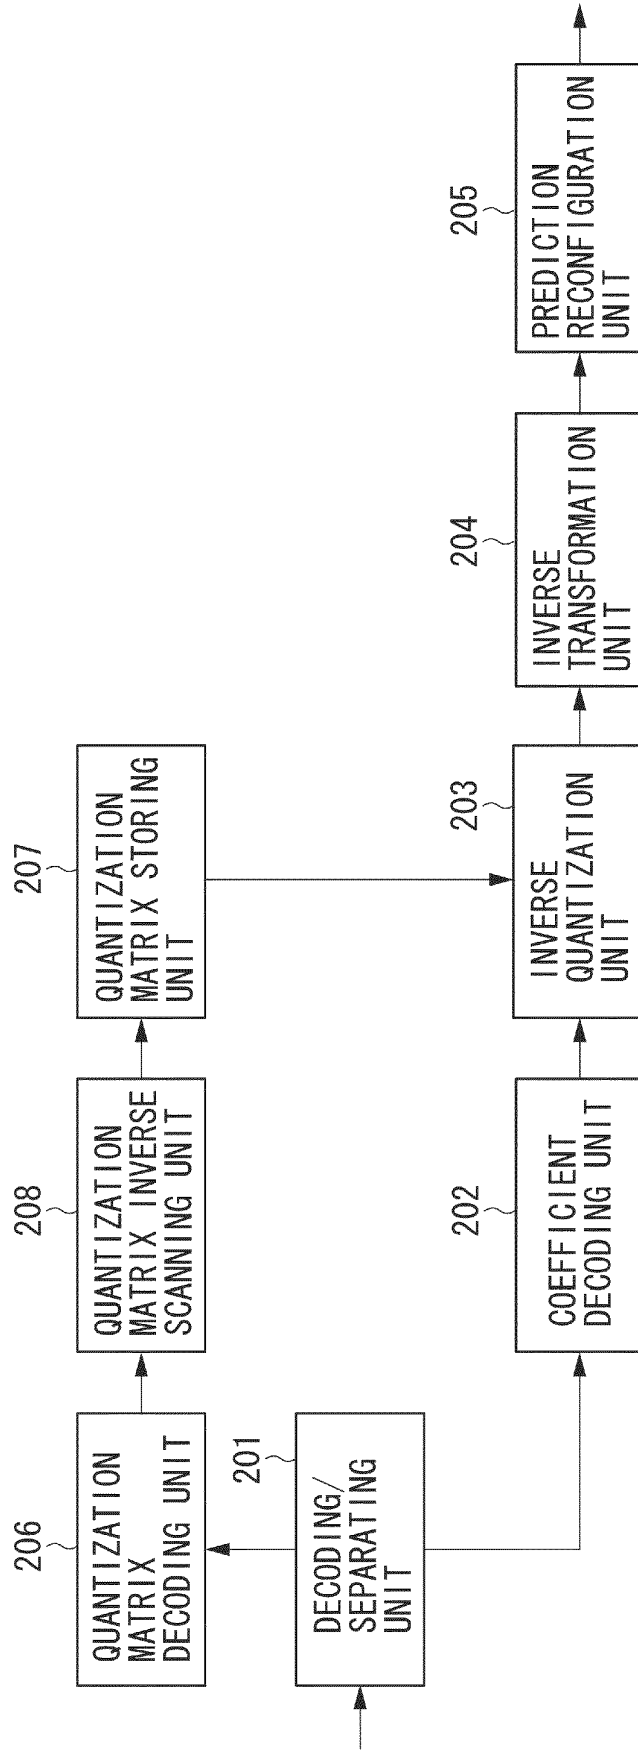 206
QUANTIZATION
MATRIX
DECODING UNIT
208
QUANTIZATION
MATRIX INVERSE
SCANNING UNIT
207
QUANTIZATION
MATRIX STORING
UNIT
201
DECODING/
SEPARATING
UNIT
202
COEFFICIENT
DECODING UNIT
203
INVERSE
QUANTIZATION
UNIT
204
INVERSE
TRANSFORMATION
UNIT
205
PREDICTION
RECONFIGURATION
UNIT